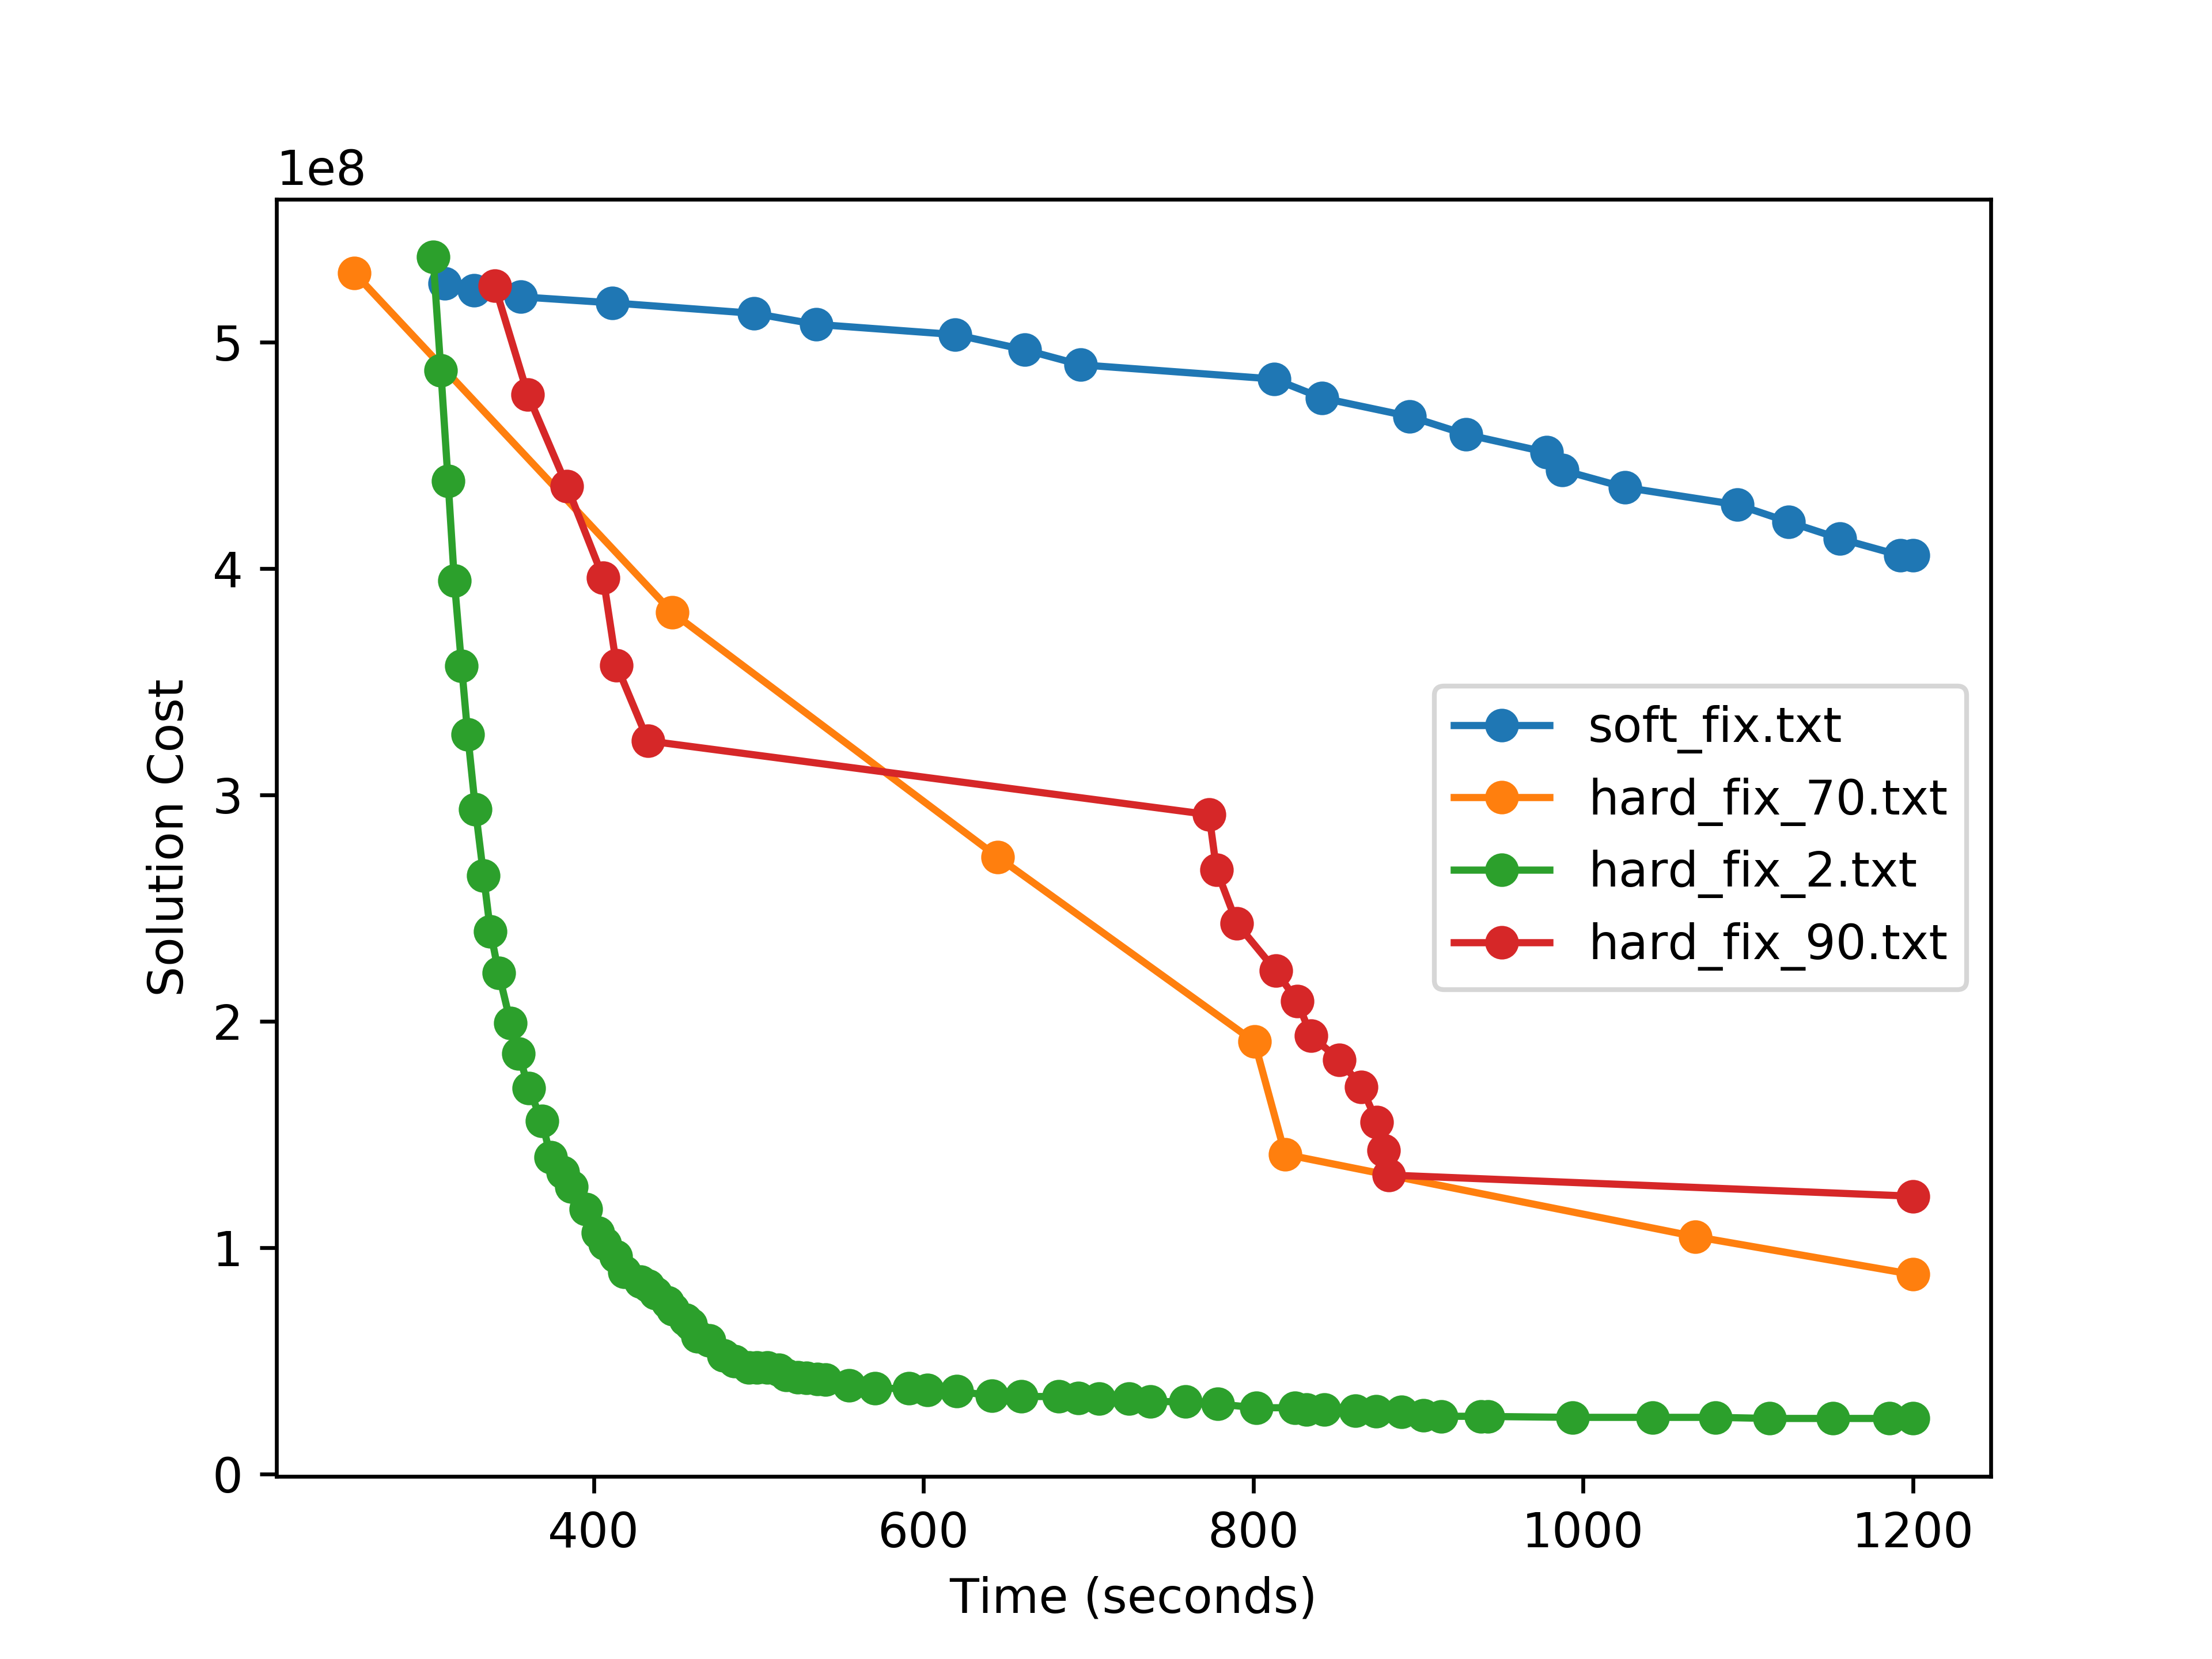 1e8
5
4
3
2
1
0
Solution Cost
400 600 800 1000 1200
Time (seconds)
soft_fix.txt
hard_fix_70.txt
hard_fix_2.txt
hard_fix_90.txt